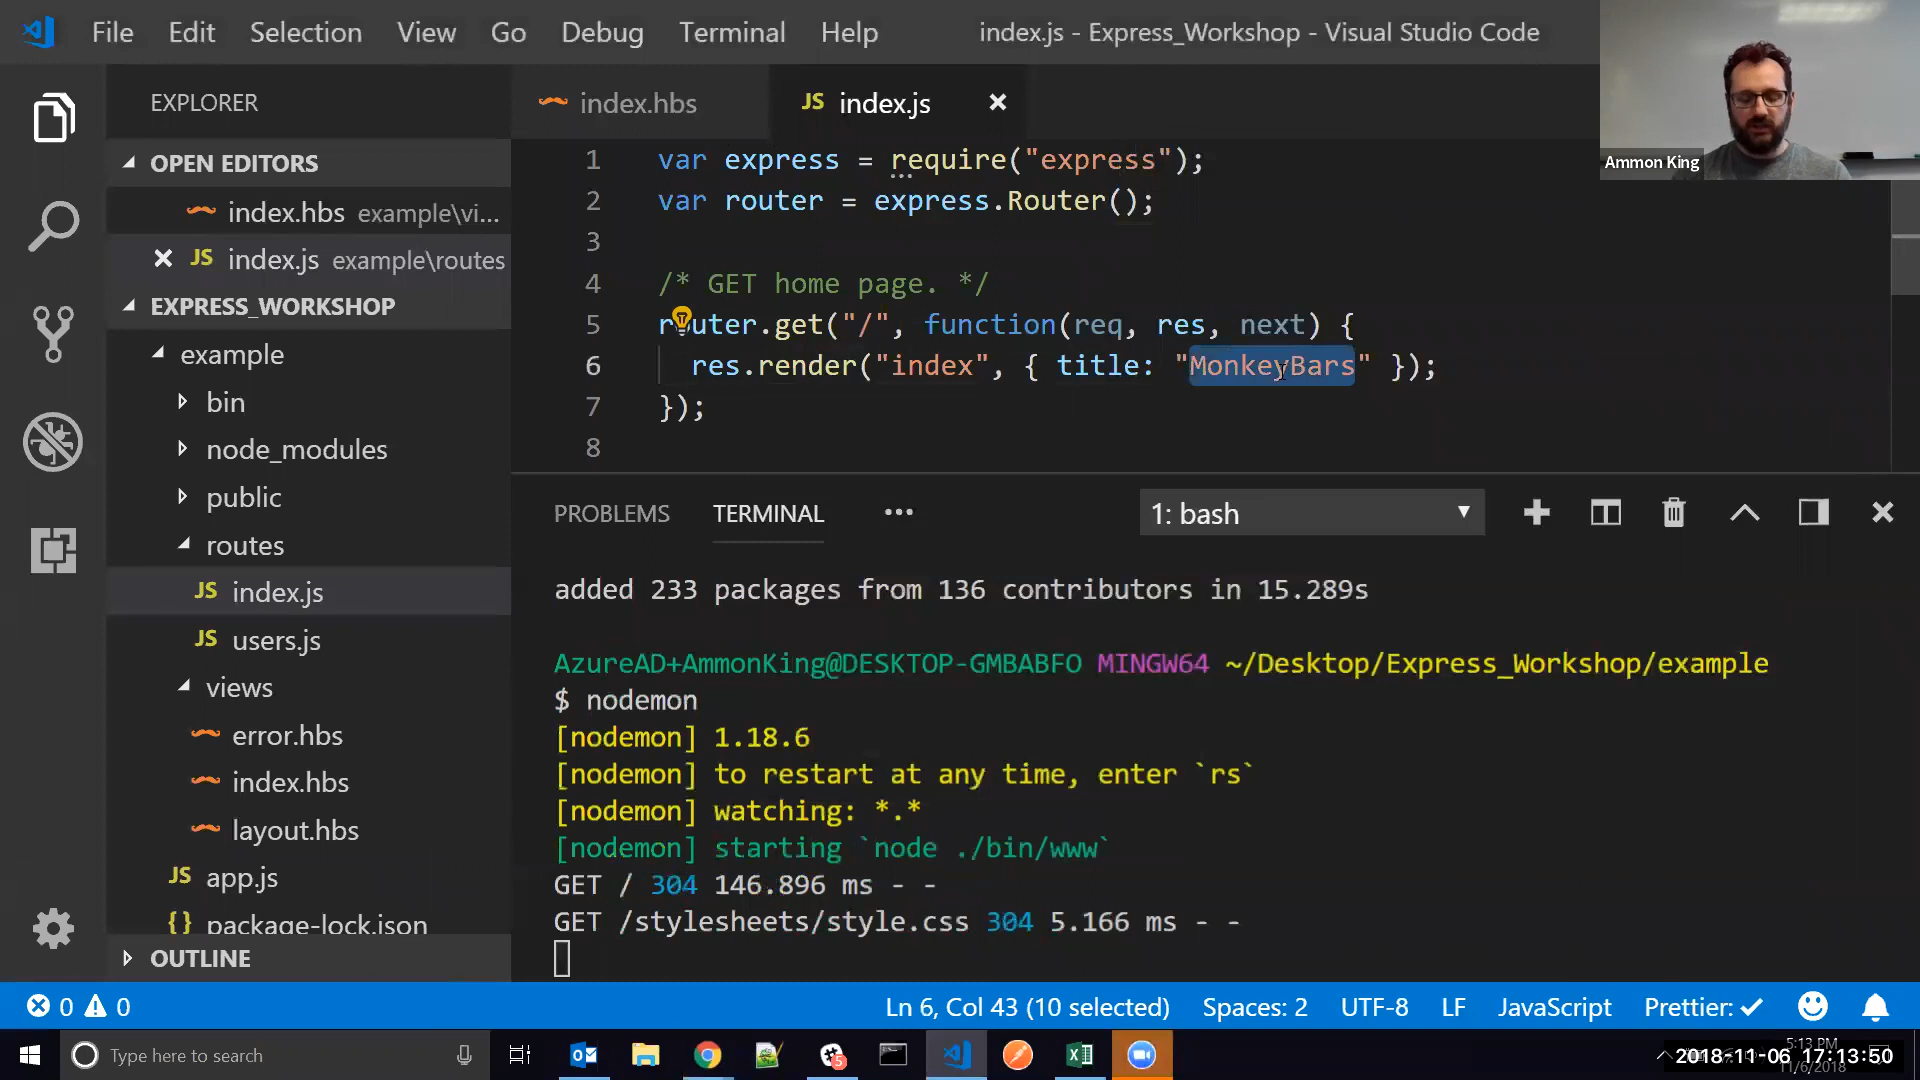 File Edit Selection View Go Debug Terminal Help index.js - Express_Workshop - Visual Studio Code
Ammon King
EXPLORER
OPEN EDITORS
index.hbs example\vi...
JS index.js example\routes
EXPRESS_WORKSHOP
example
bin
node_modules
public
routes
JS index.js
JS users.js
views
error.hbs
index.hbs
layout.hbs
JS app.js
{} package-lock.json
OUTLINE
index.hbs
JS index.js
1 var express = require("express");
2 var router = express.Router();
3
4 /* GET home page. */
5 router.get("/", function(req, res, next) {
6 res.render("index", { title: "MonkeyBars" });
7 });
8
PROBLEMS TERMINAL ••• 1: bash
added 233 packages from 136 contributors in 15.289s
AzureAD+AmmonKing@DESKTOP-GMBABFO MINGW64 ~/Desktop/Express_Workshop/example
$ nodemon
[nodemon] 1.18.6
[nodemon] to restart at any time, enter `rs`
[nodemon] watching: *.*
[nodemon] starting `node ./bin/www`
GET / 304 146.896 ms - -
GET /stylesheets/style.css 304 5.166 ms - -
0 0 Ln 6, Col 43 (10 selected) Spaces: 2 UTF-8 LF JavaScript Prettier: ✓
Type here to search
5
5:13 PM
2018-11-06 17:13:50
11/6/2018